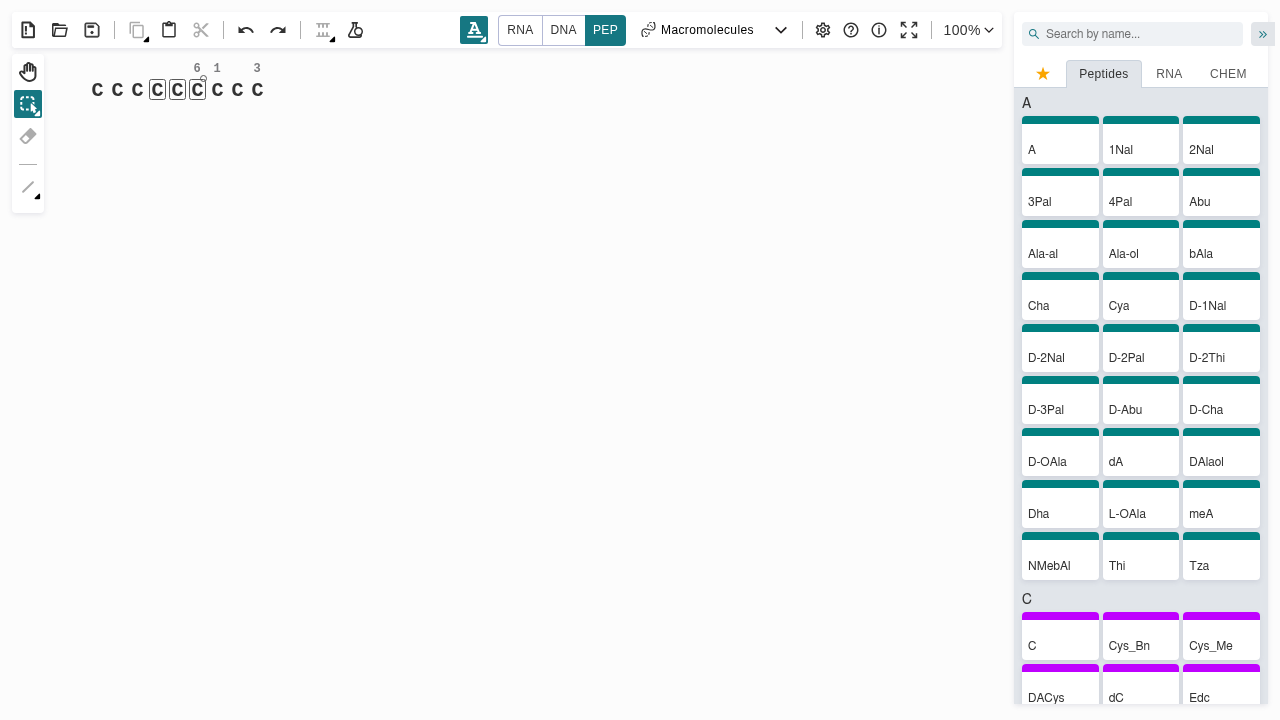 A RNA DNA PEP Macromolecules 100%
Search by name...
Peptides RNA CHEM
6 1 3
C C C C C C C C C
A
A 1Nal 2Nal
3Pal 4Pal Abu
Ala-al Ala-ol bAla
Cha Cya D-1Nal
D-2Nal D-2Pal D-2Thi
D-3Pal D-Abu D-Cha
D-OAla dA DAlaol
Dha L-OAla meA
NMebAl Thi Tza
C
C Cys_Bn Cys_Me
DACys dC Edc